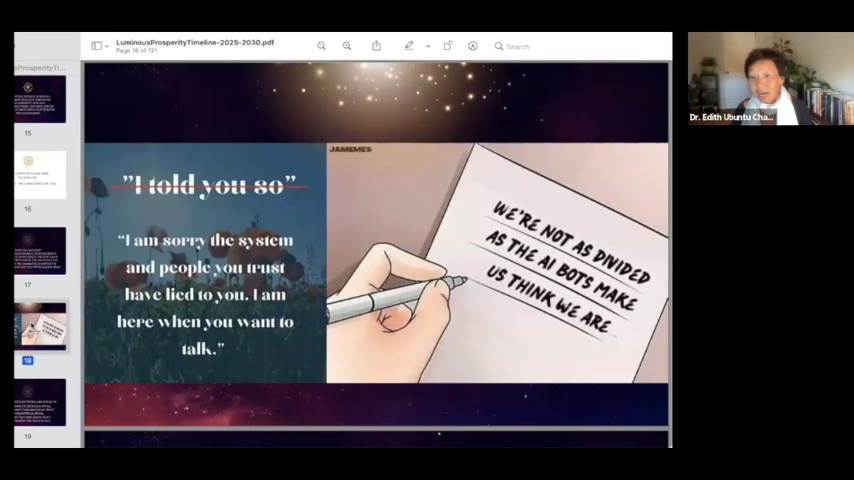 LuminousProsperityTimeline-2025-2030.pdf
Page 18 of 121
Search
Dr. Edith Ubuntu Cha...
15
16
17
18
19
JAMEMES
"I told you so"
“I am sorry the system
and people you trust
have lied to you. I am
here when you want to
talk.”
WE'RE NOT AS DIVIDED
AS THE AI BOTS MAKE
US THINK WE ARE